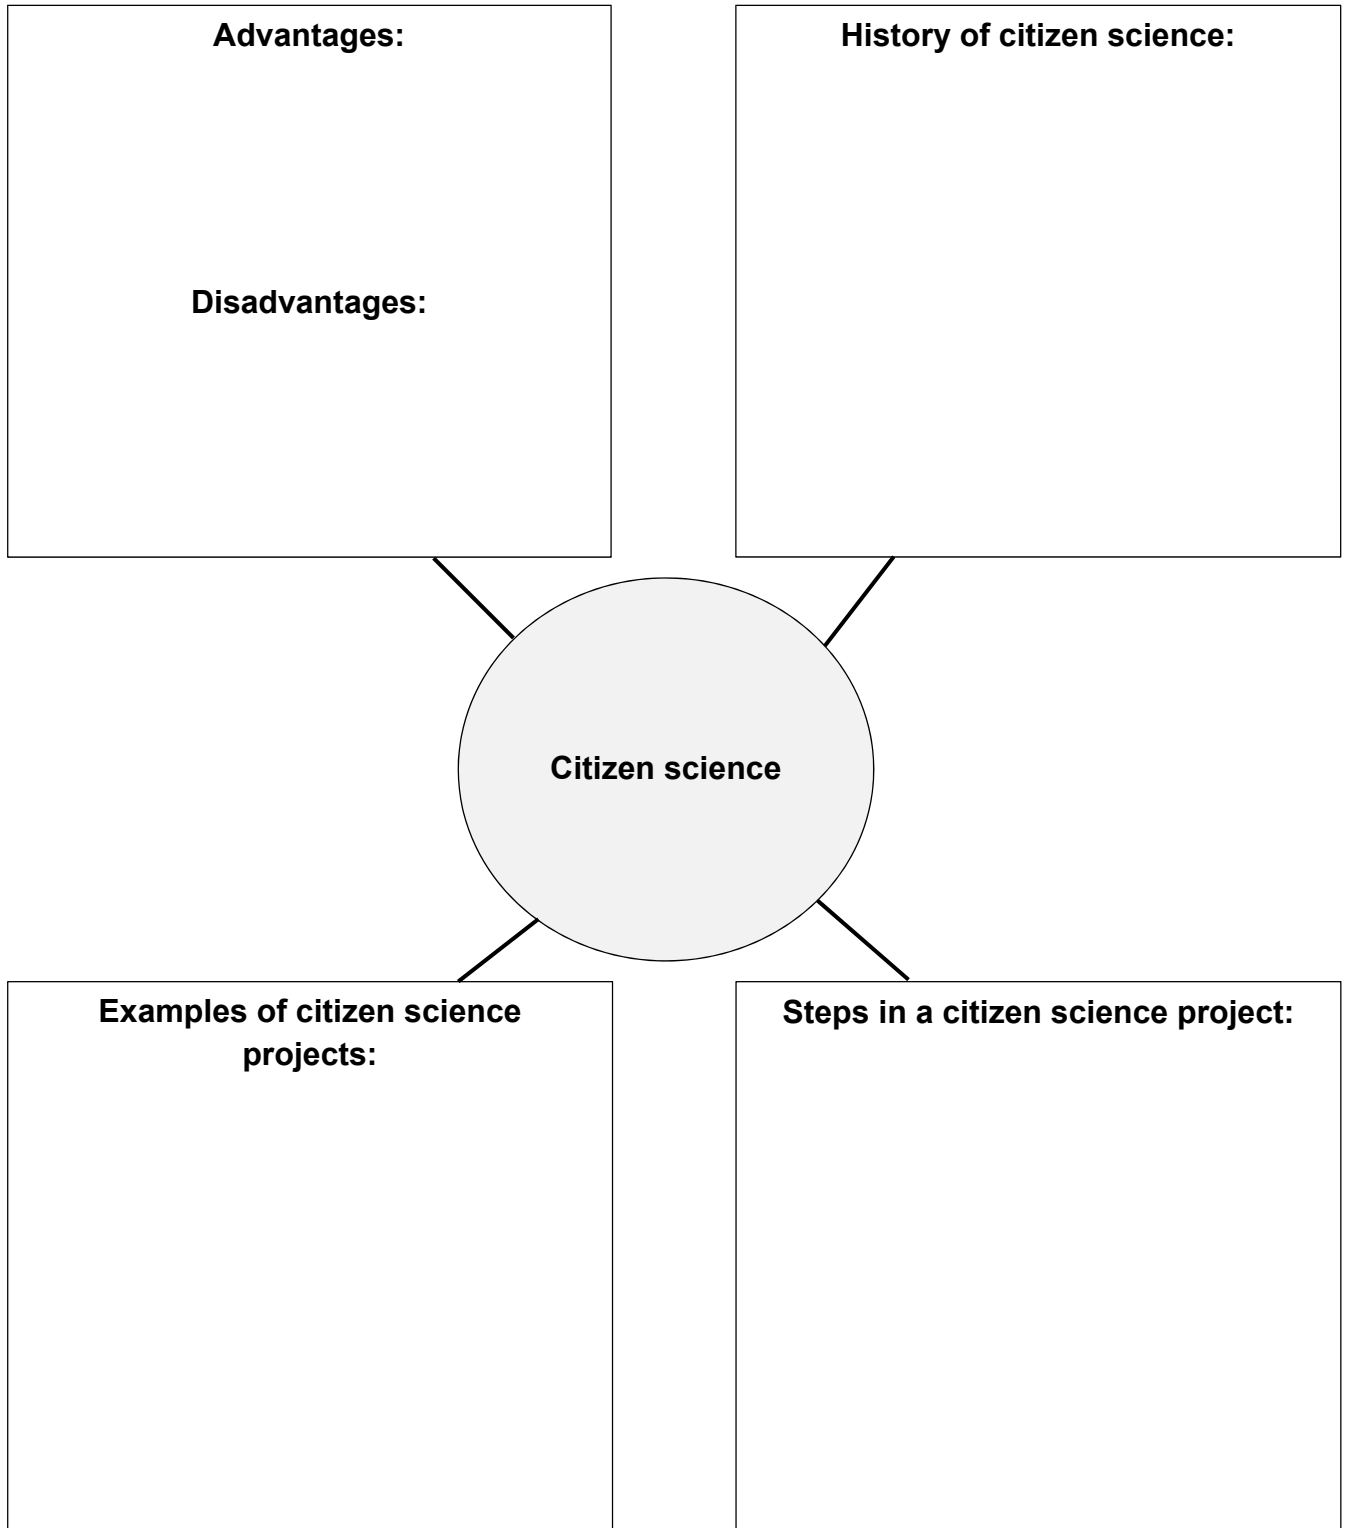 Advantages:
Disadvantages:
History of citizen science:
Citizen science
Examples of citizen science
projects:
Steps in a citizen science project: